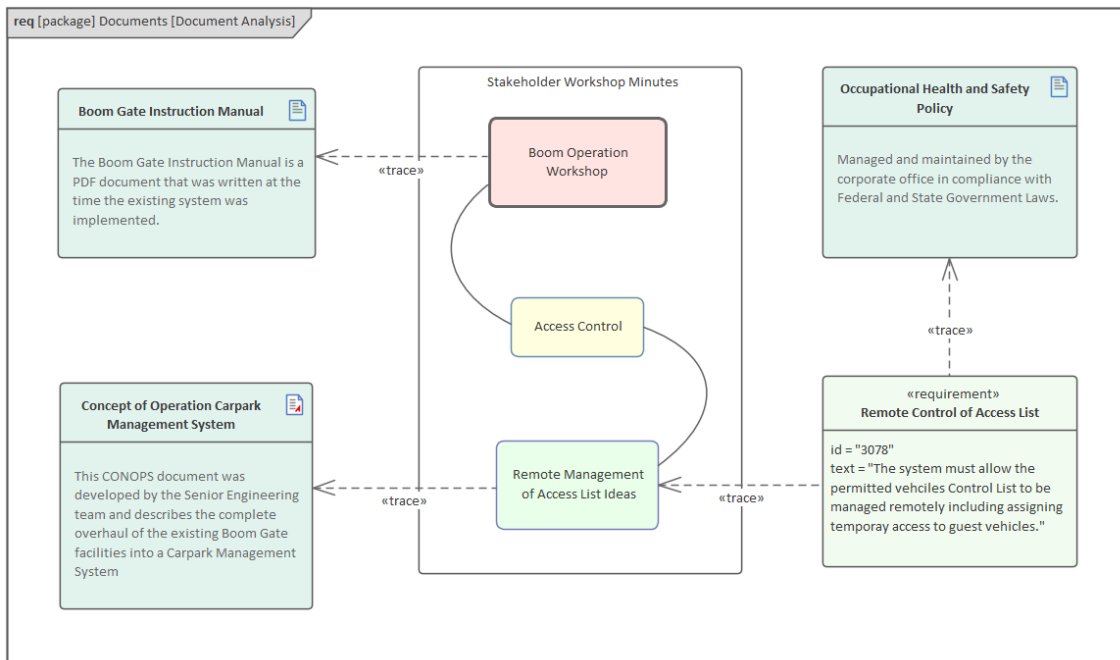 req [package] Documents [Document Analysis]
Boom Gate Instruction Manual
The Boom Gate Instruction Manual is a
PDF document that was written at the
time the existing system was
implemented.
«trace»
Stakeholder Workshop Minutes
Boom Operation
Workshop
Access Control
Remote Management
of Access List Ideas
Occupational Health and Safety
Policy
Managed and maintained by the
corporate office in compliance with
Federal and State Government Laws.
«trace»
Concept of Operation Carpark
Management System
This CONOPS document was
developed by the Senior Engineering
team and describes the complete
overhaul of the existing Boom Gate
facilities into a Carpark Management
System
«trace»
«trace»
«requirement»
Remote Control of Access List
id = "3078"
text = "The system must allow the
permitted vehciles Control List to be
managed remotely including assigning
temporay access to guest vehicles."